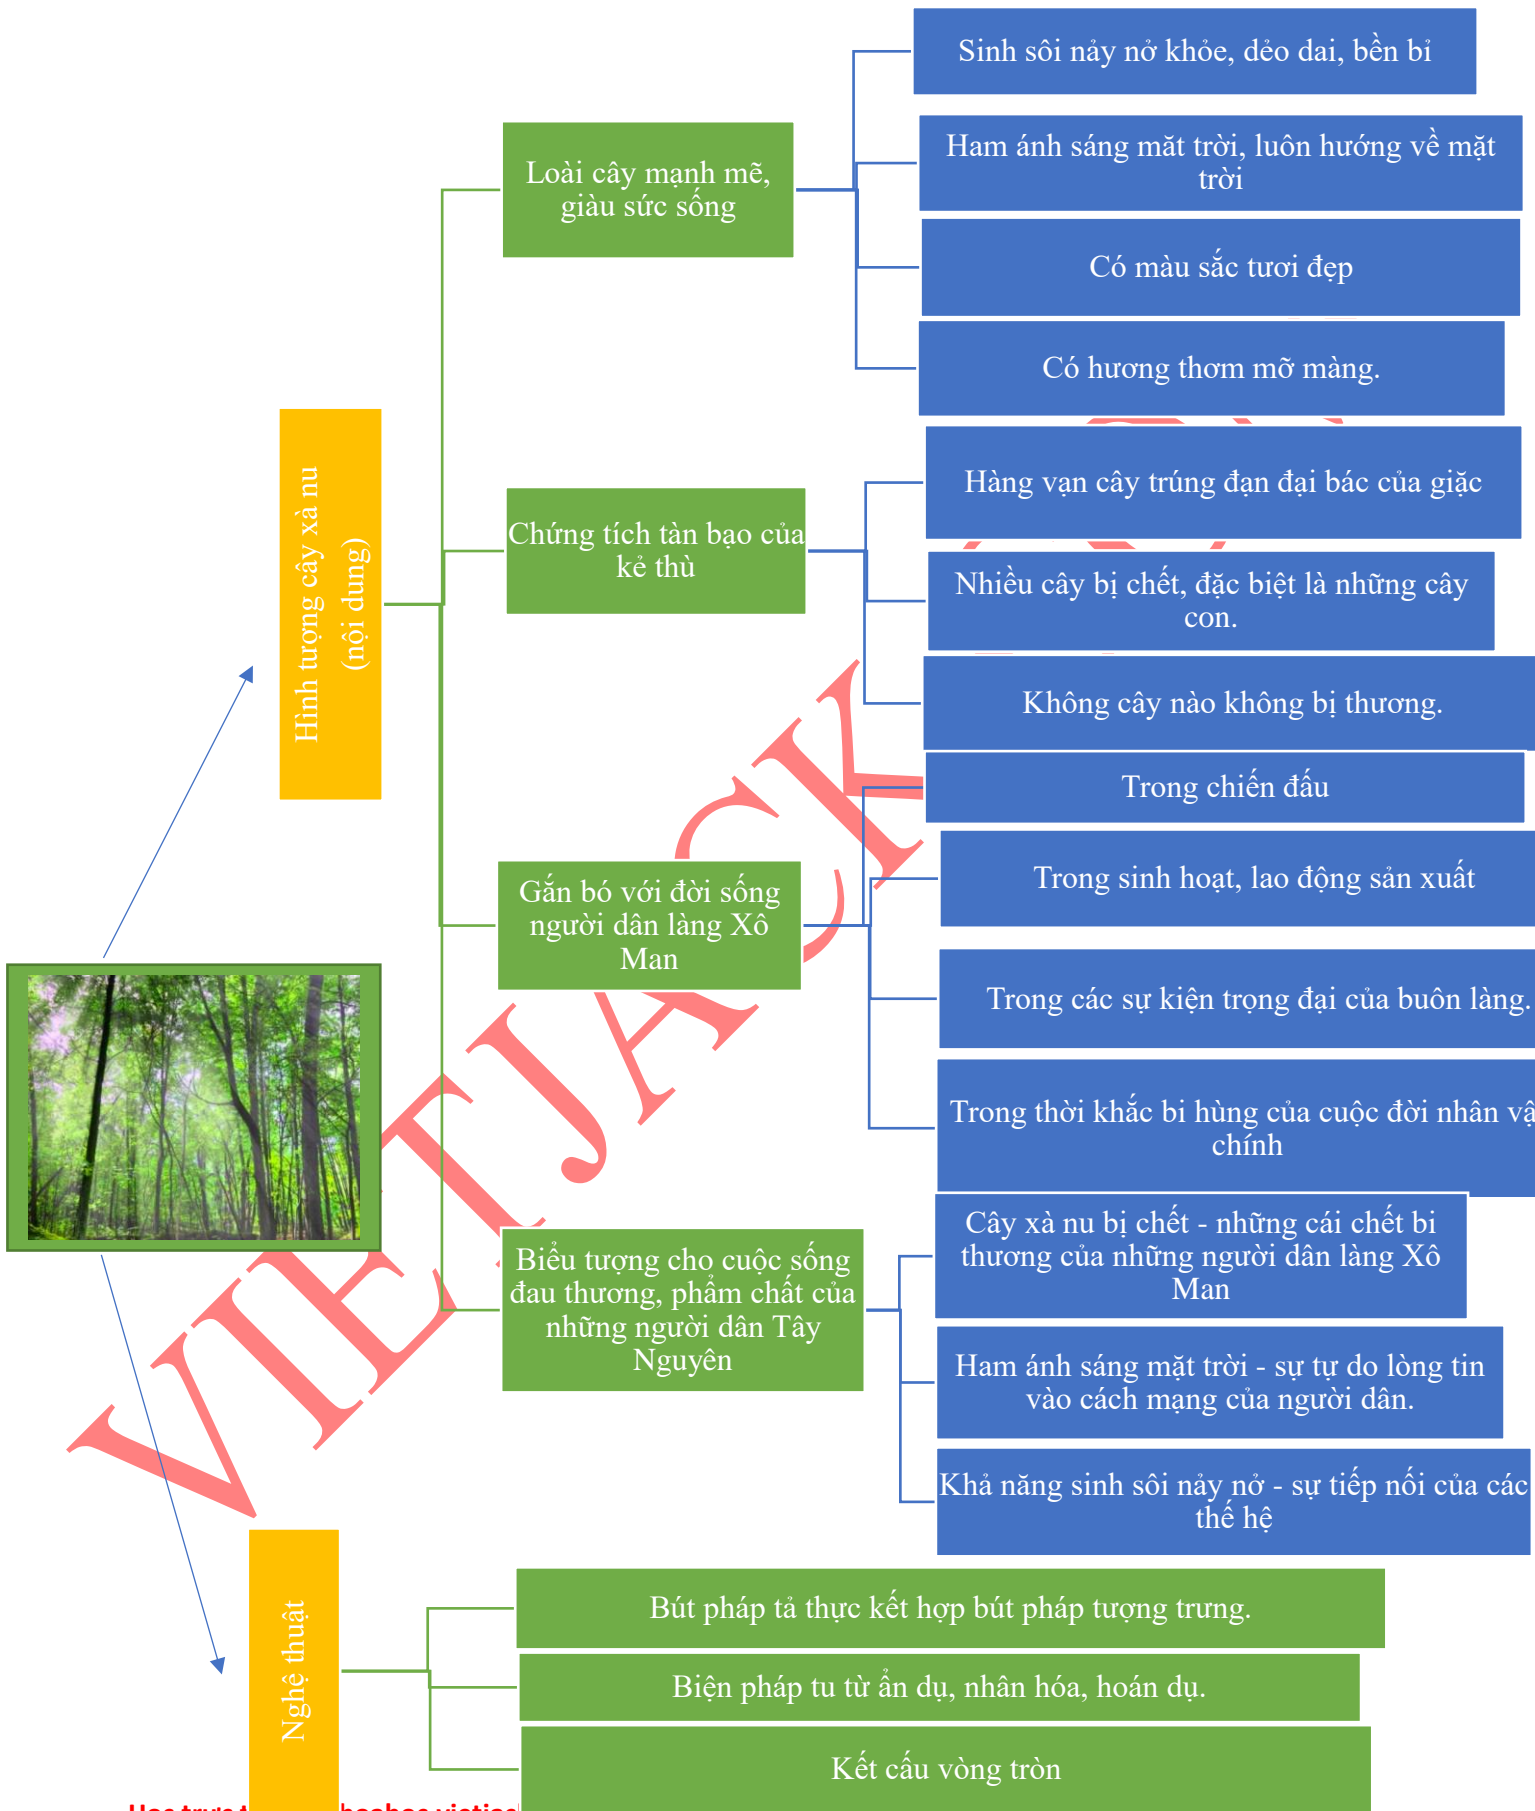 Hình tượng cây xà nu
(nội dung)
Loài cây mạnh mẽ,
giàu sức sống
Sinh sôi nảy nở khỏe, dẻo dai, bền bỉ
Ham ánh sáng măt trời, luôn hướng về mặt
trời
Có màu sắc tươi đẹp
Có hương thơm mỡ màng.
Chứng tích tàn bạo của
kẻ thù
Hàng vạn cây trúng đạn đại bác của giặc
Nhiều cây bị chết, đặc biệt là những cây
con.
Không cây nào không bị thương.
Gắn bó với đời sống
người dân làng Xô
Man
Trong chiến đấu
Trong sinh hoạt, lao động sản xuất
Trong các sự kiện trọng đại của buôn làng.
Trong thời khắc bi hùng của cuộc đời nhân
chính
Biểu tượng cho cuộc sống
đau thương, phẩm chất của
những người dân Tây
Nguyên
Cây xà nu bị chết - những cái chết bi
thương của những người dân làng Xô
Man
Ham ánh sáng mặt trời - sự tự do lòng tin
vào cách mạng của người dân.
Khả năng sinh sôi nảy nở - sự tiếp nối của các
thế hệ
Nghệ thuật
Bút pháp tả thực kết hợp bút pháp tượng trưng.
Biện pháp tu từ ẩn dụ, nhân hóa, hoán dụ.
Kết cấu vòng tròn
VIETJACK